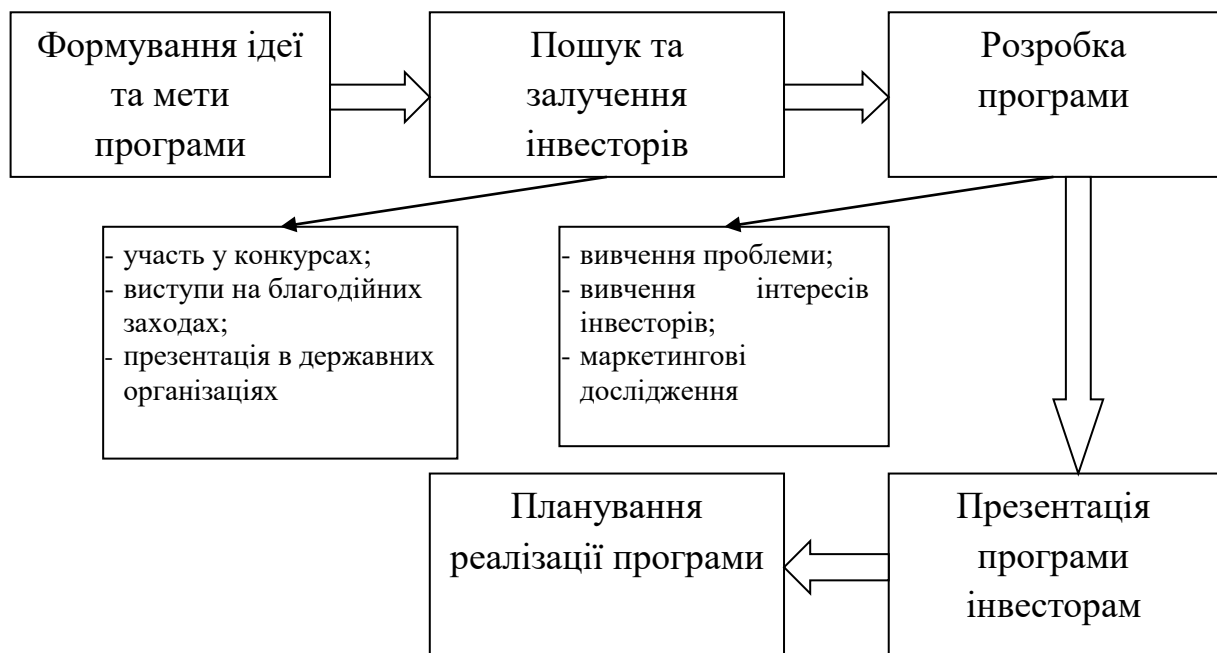 Формування ідеї
та мети
програми
Пошук та
залучення
інвесторів
Розробка
програми
- участь у конкурсах;
- виступи на благодійних
заходах;
- презентація в державних
організаціях
- вивчення проблеми;
- вивчення інтересів
інвесторів;
- маркетингові
дослідження
Планування
реалізації програми
Презентація
програми
інвесторам